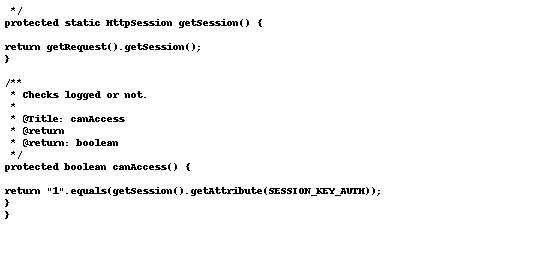 */
protected static HttpSession getSession() {
return getRequest().getSession();
}
/**
 * Checks logged or not.
 *
 * @Title: canAccess
 * @return
 * @return: boolean
 */
protected boolean canAccess() {
return "1".equals(getSession().getAttribute(SESSION_KEY_AUTH));
}
}